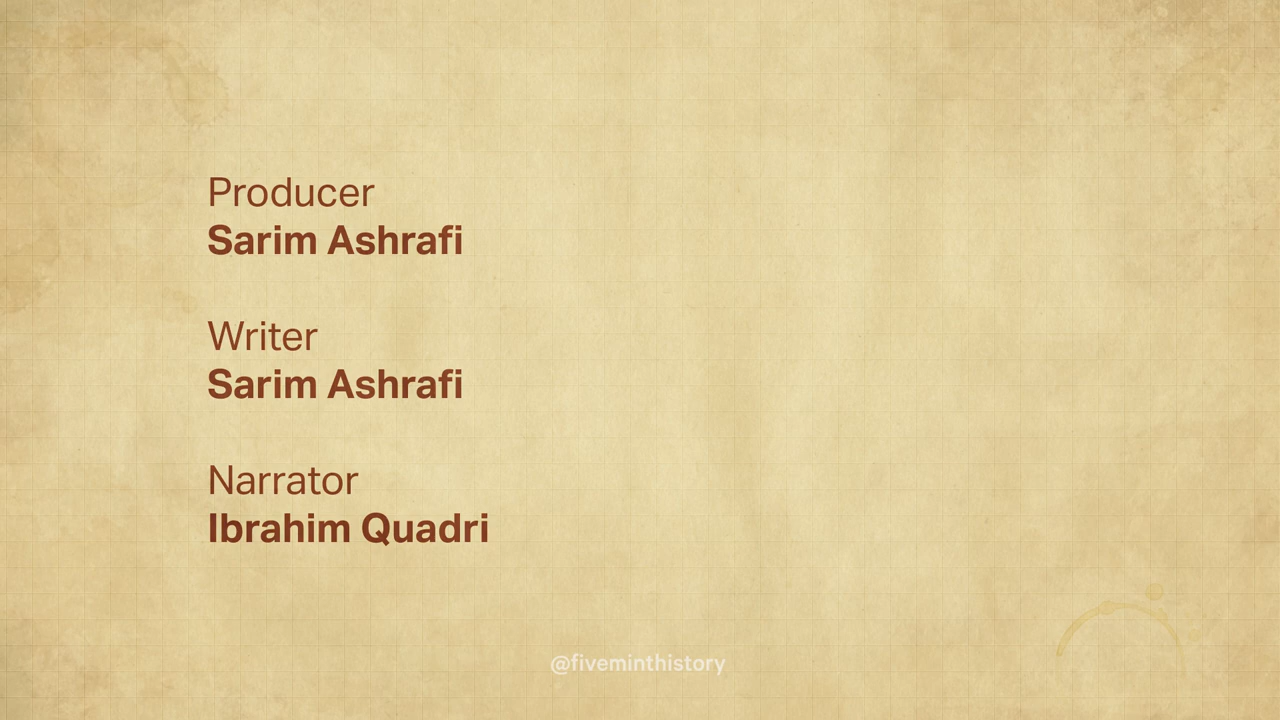 Producer
Sarim Ashrafi
Writer
Sarim Ashrafi
Narrator
Ibrahim Quadri
@fiveminthistory